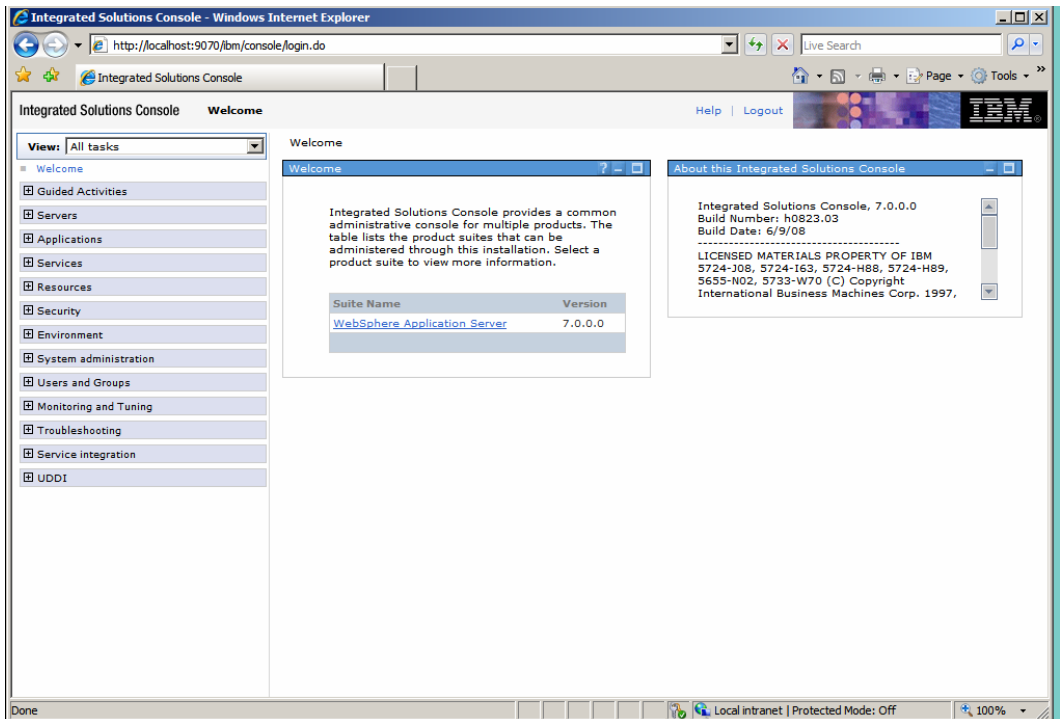 Integrated Solutions Console - Windows Internet Explorer
http://localhost:9070/ibm/console/login.do
Live Search
Integrated Solutions Console
Page
Tools
»
Integrated Solutions Console Welcome
Help | Logout
IBM®
View: All tasks
Welcome
Guided Activities
Servers
Applications
Services
Resources
Security
Environment
System administration
Users and Groups
Monitoring and Tuning
Troubleshooting
Service integration
UDDI
Welcome
Welcome
? –
Integrated Solutions Console provides a common
administrative console for multiple products. The
table lists the product suites that can be
administered through this installation. Select a
product suite to view more information.
Suite Name Version
WebSphere Application Server 7.0.0.0
About this Integrated Solutions Console
Integrated Solutions Console, 7.0.0.0
Build Number: h0823.03
Build Date: 6/9/08
----------------------------------------
LICENSED MATERIALS PROPERTY OF IBM
5724-J08, 5724-I63, 5724-H88, 5724-H89,
5655-N02, 5733-W70 (C) Copyright
International Business Machines Corp. 1997,
Done
Local intranet | Protected Mode: Off
100%